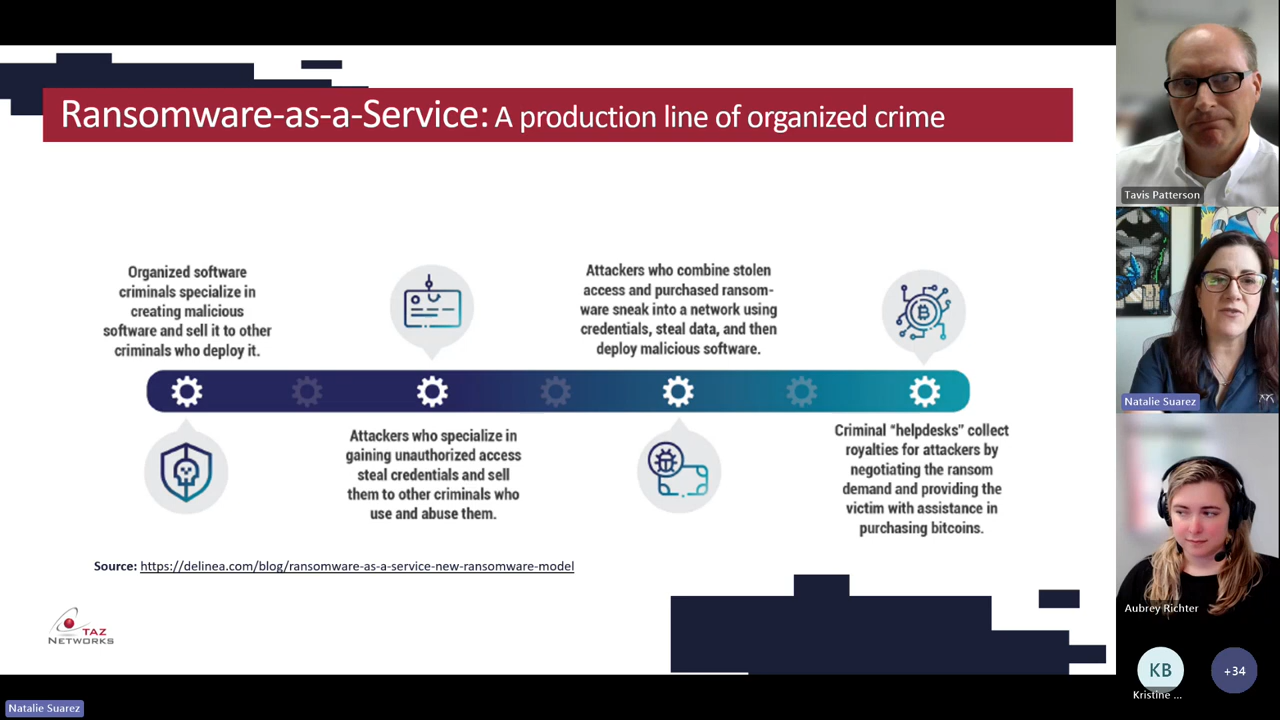 Ransomware-as-a-Service: A production line of organized crime
Organized software
criminals specialize in
creating malicious
software and sell it to other
criminals who deploy it.
Attackers who specialize in
gaining unauthorized access
steal credentials and sell
them to other criminals who
use and abuse them.
Attackers who combine stolen
access and purchased ransom-
ware sneak into a network using
credentials, steal data, and then
deploy malicious software.
Criminal “helpdesks” collect
royalties for attackers by
negotiating the ransom
demand and providing the
victim with assistance in
purchasing bitcoins.
Source: https://delinea.com/blog/ransomware-as-a-service-new-ransomware-model
TAZ
NETWORKS
Tavis Patterson
Natalie Suarez
Aubrey Richter
KB
Kristine ...
+34
Natalie Suarez